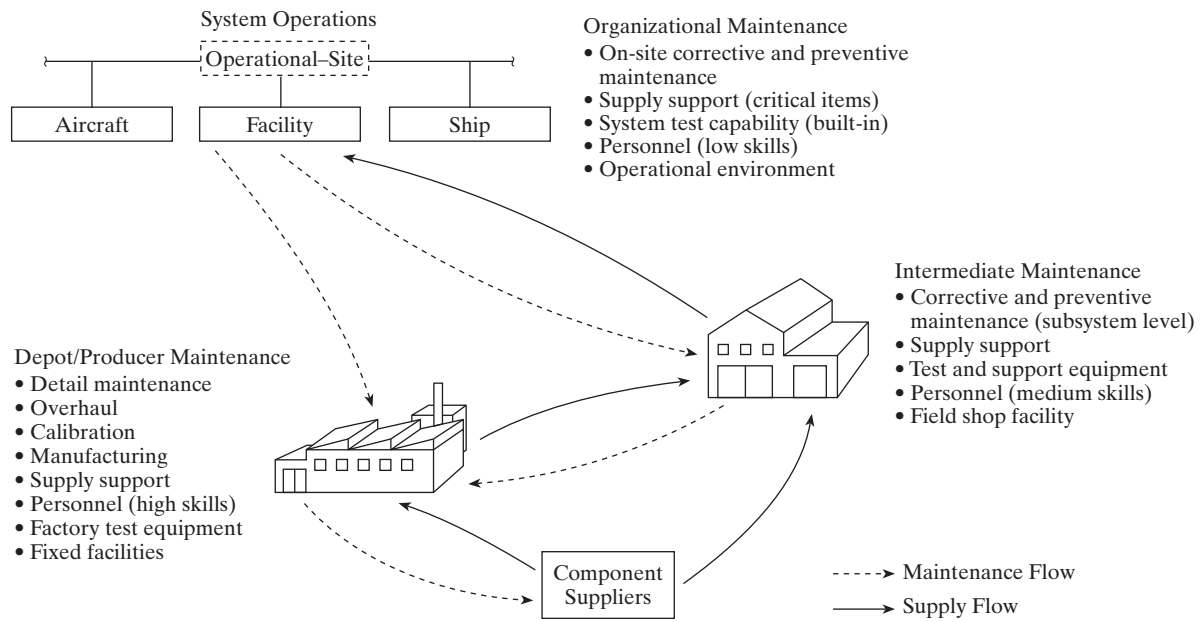 System Operations
Operational–Site
Aircraft
Facility
Ship
Organizational Maintenance
• On-site corrective and preventive
maintenance
• Supply support (critical items)
• System test capability (built-in)
• Personnel (low skills)
• Operational environment
Intermediate Maintenance
• Corrective and preventive
maintenance (subsystem level)
• Supply support
• Test and support equipment
• Personnel (medium skills)
• Field shop facility
Depot/Producer Maintenance
• Detail maintenance
• Overhaul
• Calibration
• Manufacturing
• Supply support
• Personnel (high skills)
• Factory test equipment
• Fixed facilities
Component
Suppliers
Maintenance Flow
Supply Flow